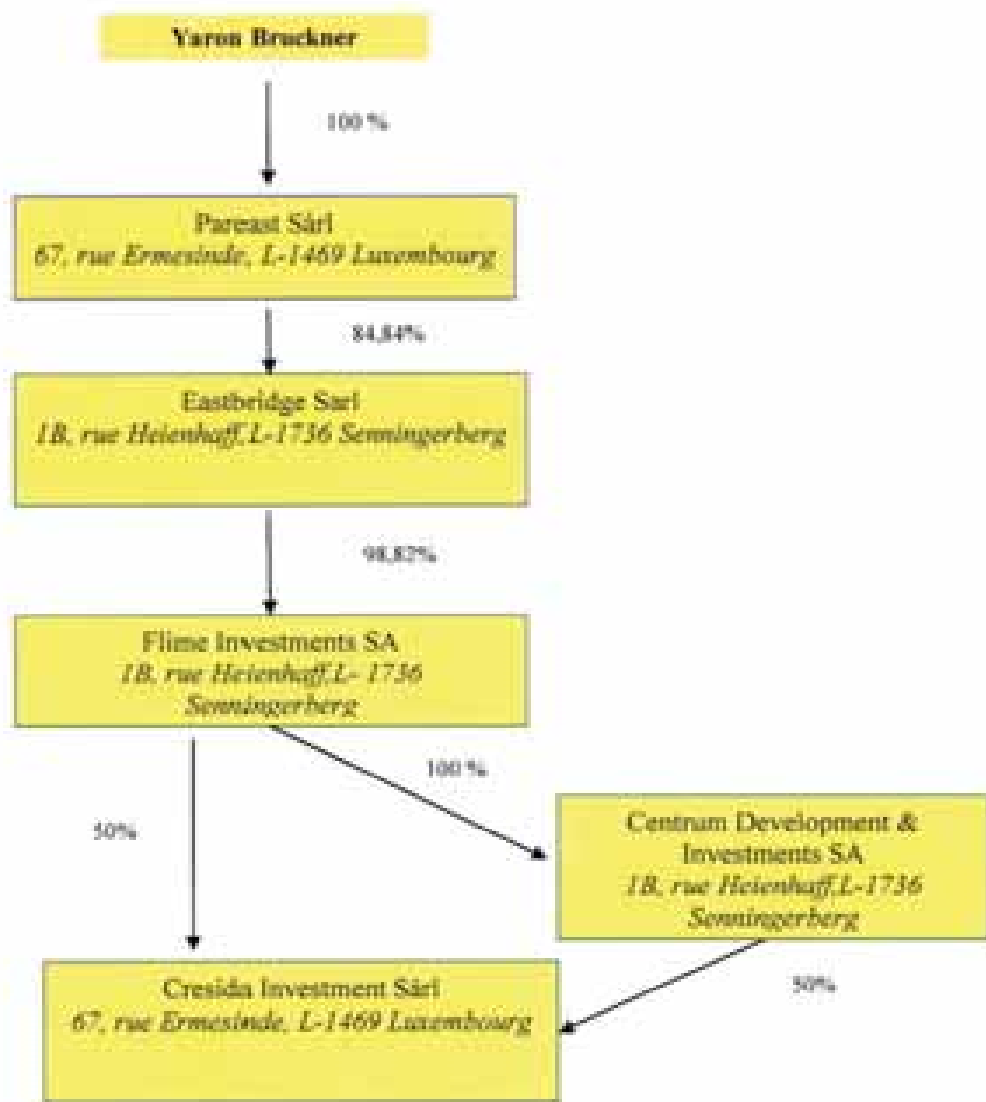 Yaron Bruckner
100 %
Pareast Sàrl
67, rue Ermesinde, L-1469 Luxembourg
84,84%
Eastbridge Sarl
1B, rue Heienhaff,L-1736 Senningerberg
98,82%
Flime Investments SA
1B, rue Heienhaff,L- 1736
Senningerberg
100 %
50%
Centrum Development &
Investments SA
1B, rue Heienhaff,L-1736
Senningerberg
50%
Cresida Investment Sàrl
67, rue Ermesinde, L-1469 Luxembourg